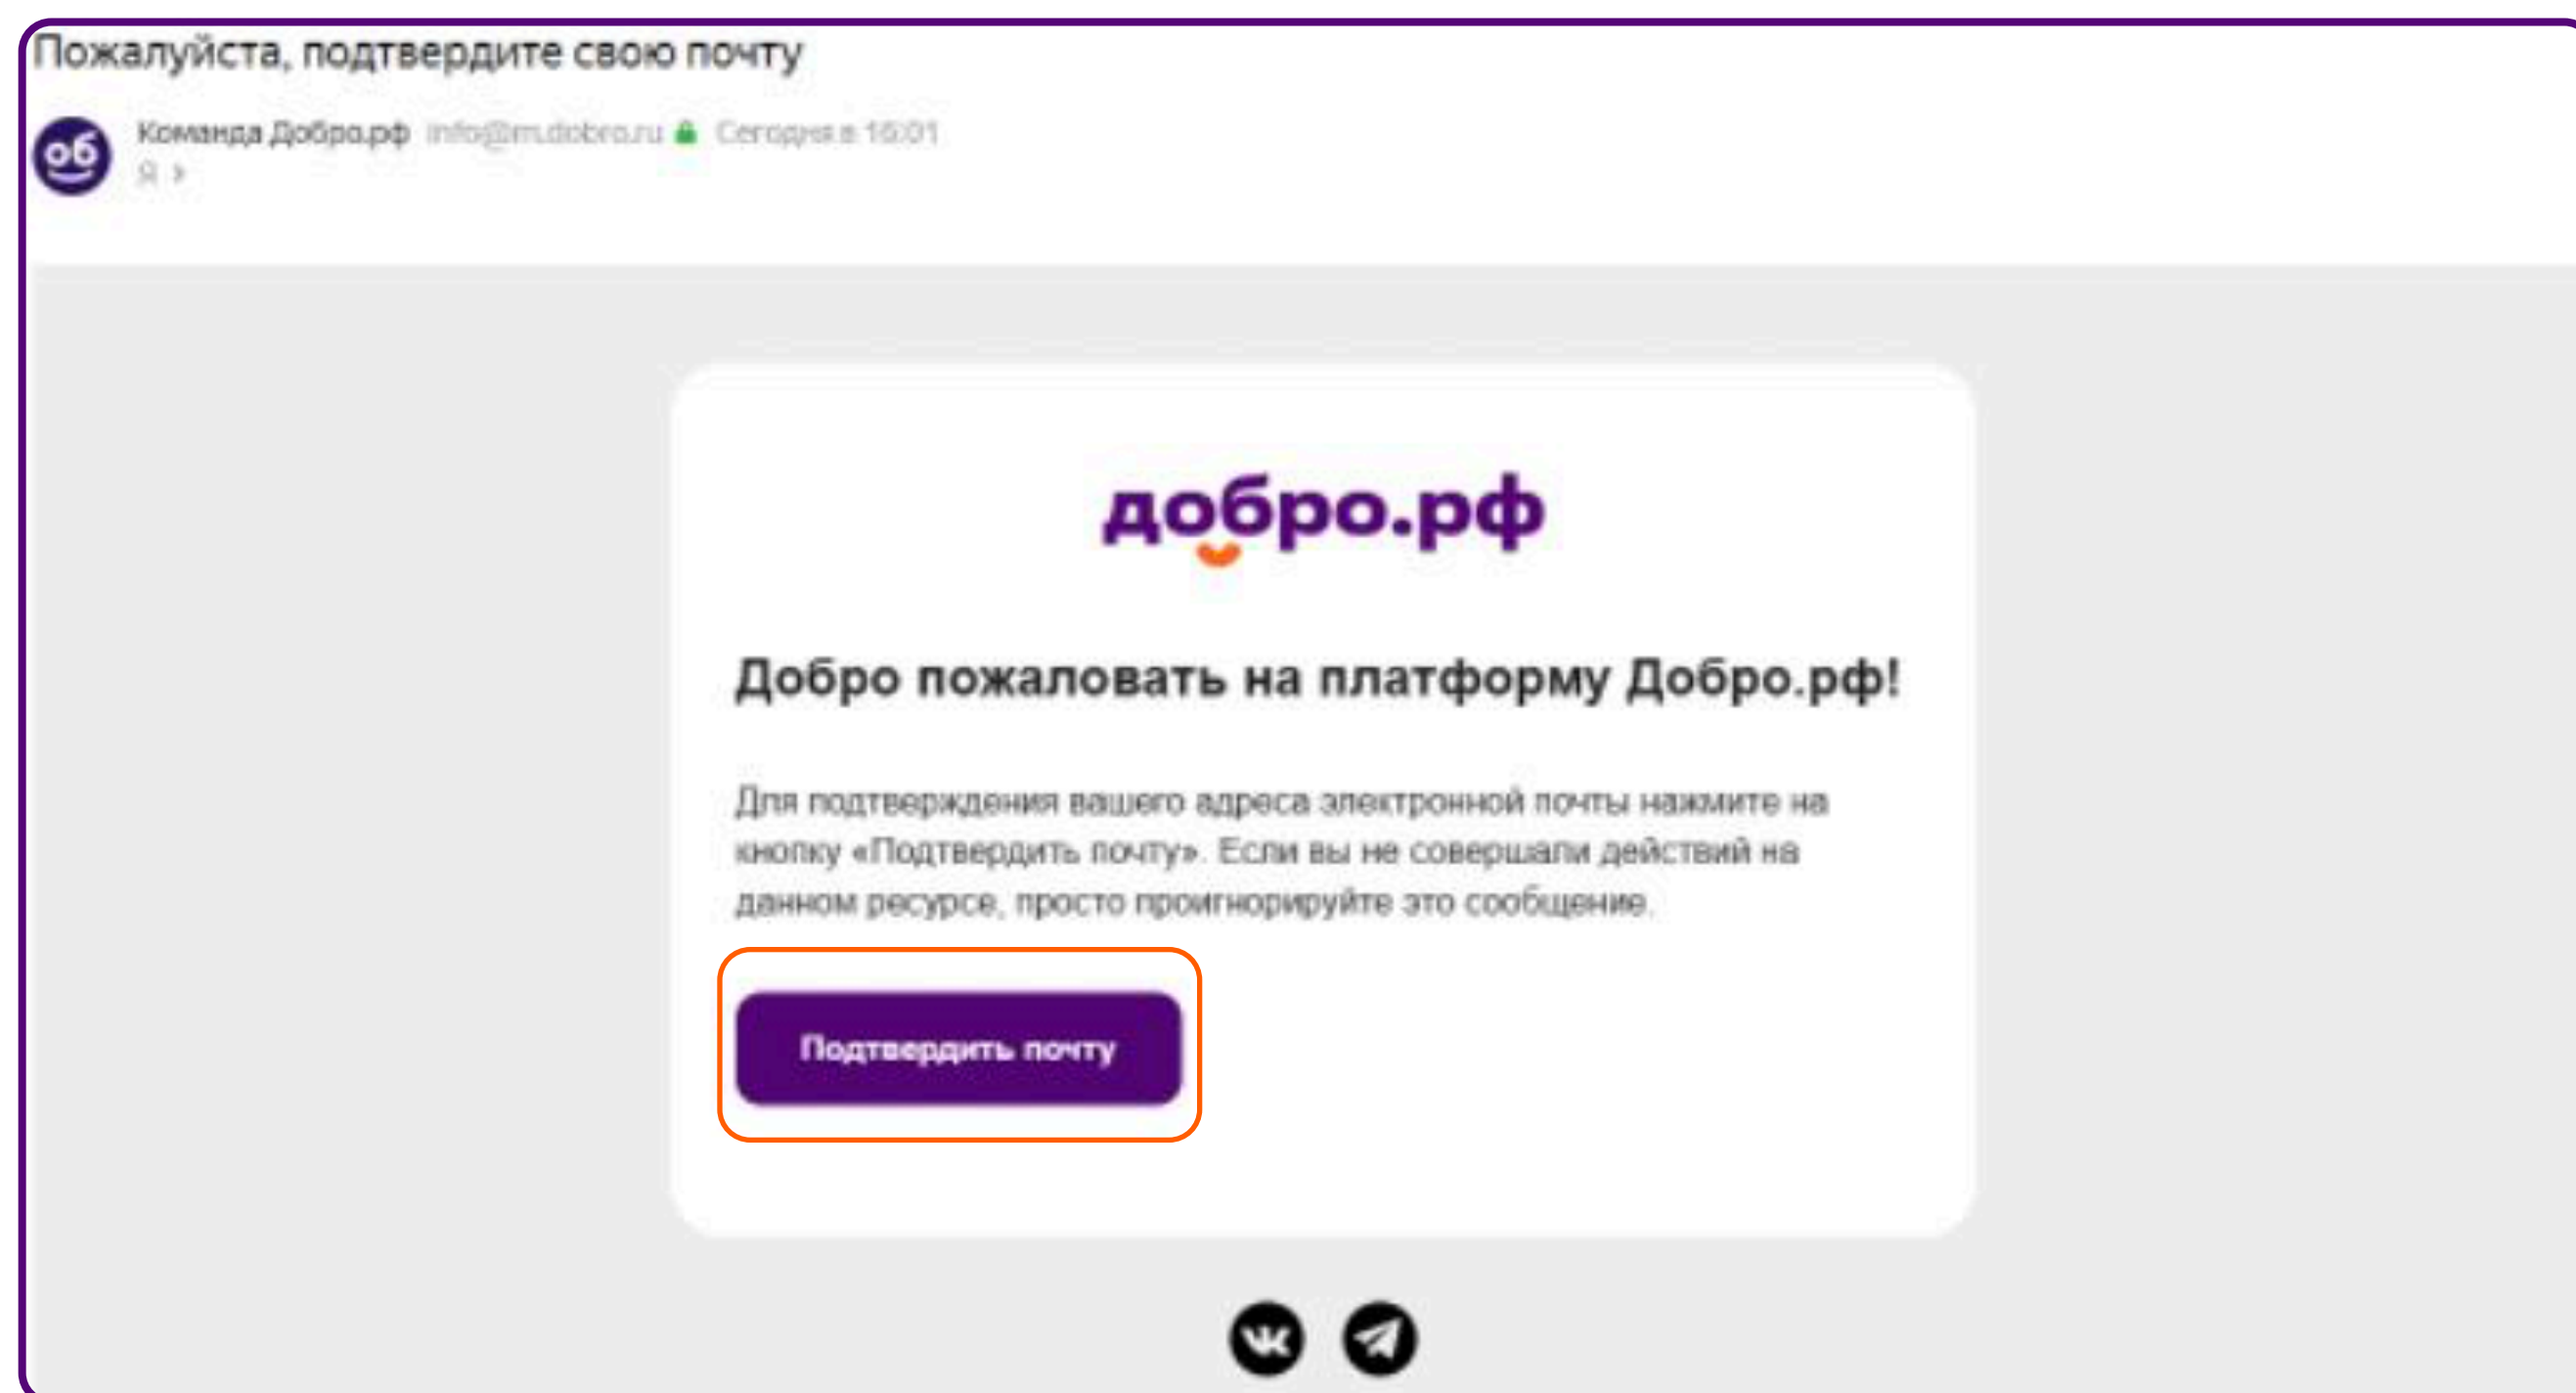 Пожалуйста, подтвердите свою почту
об
Команда Добро.рф info@m.dobro.ru Сегодня в 16:01
Я >
добро.рф
Добро пожаловать на платформу Добро.рф!
Для подтверждения вашего адреса электронной почты нажмите на
кнопку «Подтвердить почту». Если вы не совершали действий на
данном ресурсе, просто проигнорируйте это сообщение.
Подтвердить почту